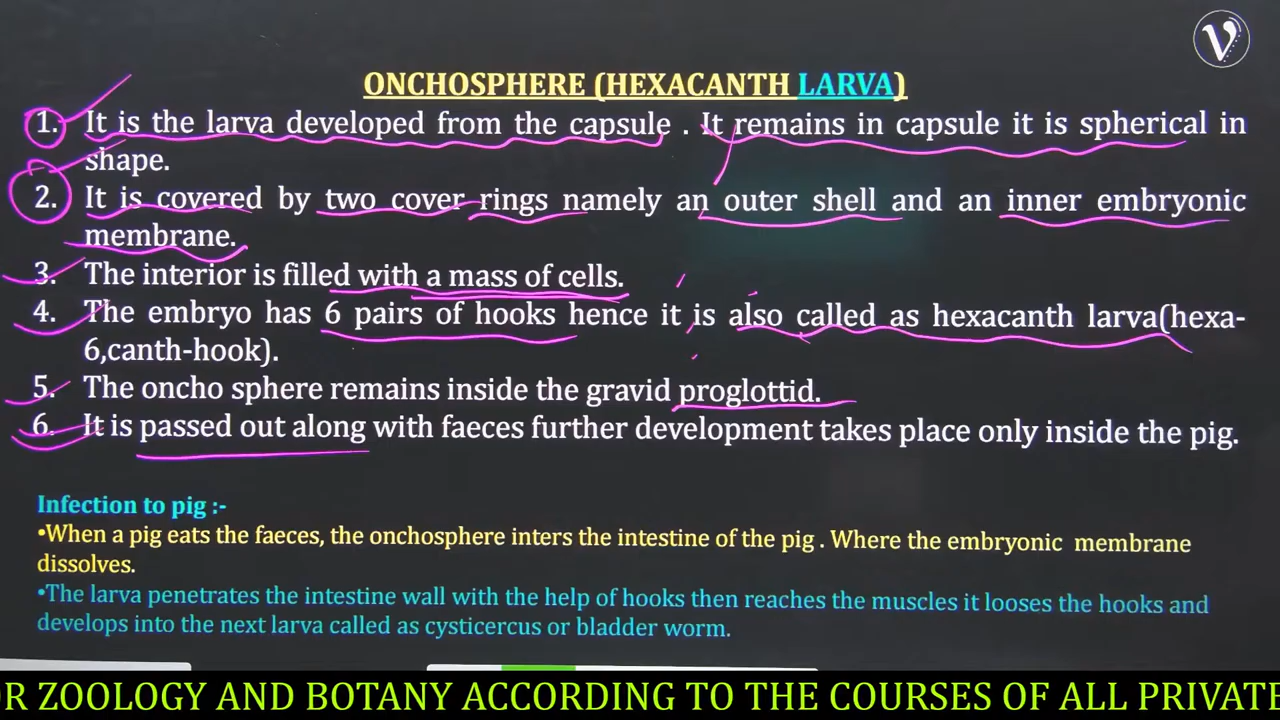 V
ONCHOSPHERE (HEXACANTH LARVA)
1. It is the larva developed from the capsule . It remains in capsule it is spherical in
shape.
2. It is covered by two cover rings namely an outer shell and an inner embryonic
membrane.
3. The interior is filled with a mass of cells.
4. The embryo has 6 pairs of hooks hence it is also called as hexacanth larva(hexa-
6,canth-hook).
5. The oncho sphere remains inside the gravid proglottid.
6. It is passed out along with faeces further development takes place only inside the pig.
Infection to pig :-
•When a pig eats the faeces, the onchosphere inters the intestine of the pig . Where the embryonic membrane
dissolves.
•The larva penetrates the intestine wall with the help of hooks then reaches the muscles it looses the hooks and
develops into the next larva called as cysticercus or bladder worm.
OR ZOOLOGY AND BOTANY ACCORDING TO THE COURSES OF ALL PRIVATE